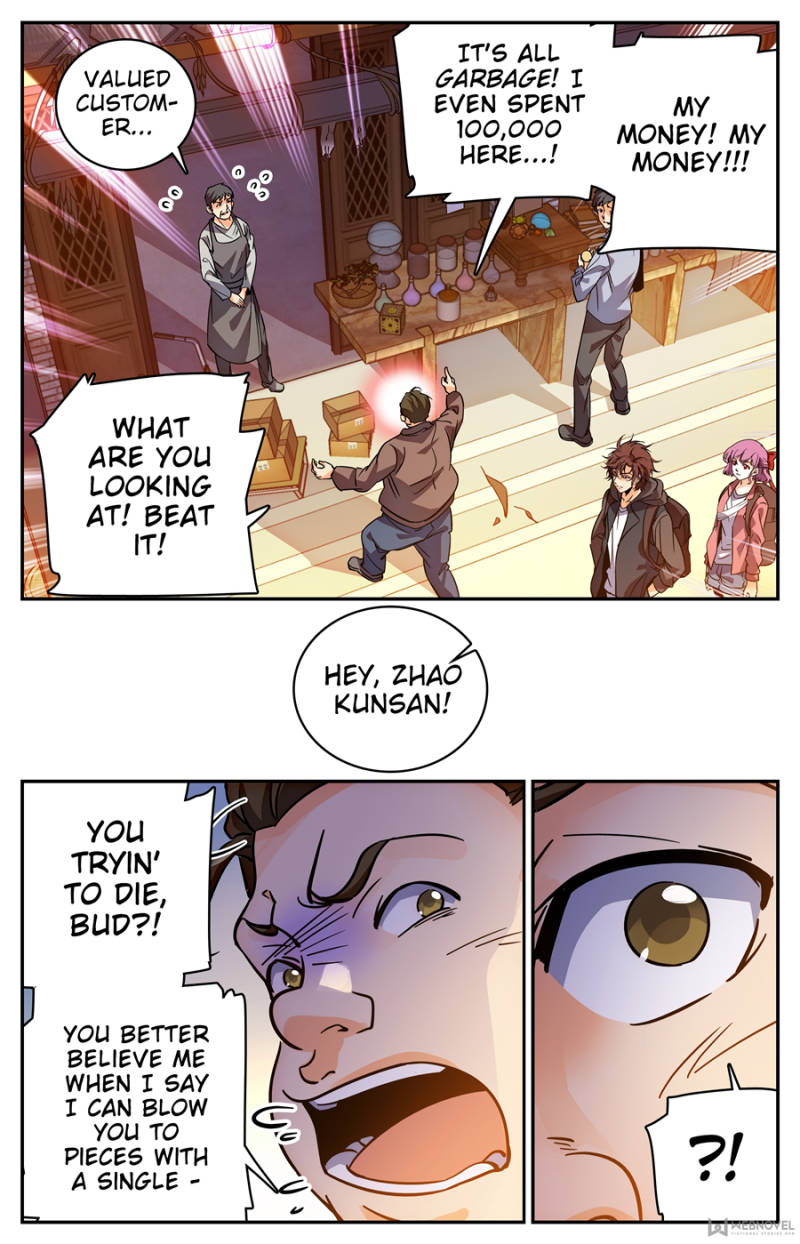 VALUED
CUSTOM-
ER...
IT'S ALL
GARBAGE! I
EVEN SPENT
100,000
HERE...!
MY
MONEY! MY
MONEY!!!
WHAT
ARE YOU
LOOKING
AT! BEAT
IT!
HEY, ZHAO
KUNSAN!
YOU
TRYIN'
TO DIE,
BUD?!
YOU BETTER
BELIEVE ME
WHEN I SAY
I CAN BLOW
YOU TO
PIECES WITH
A SINGLE -
?!
WEBNOVEL